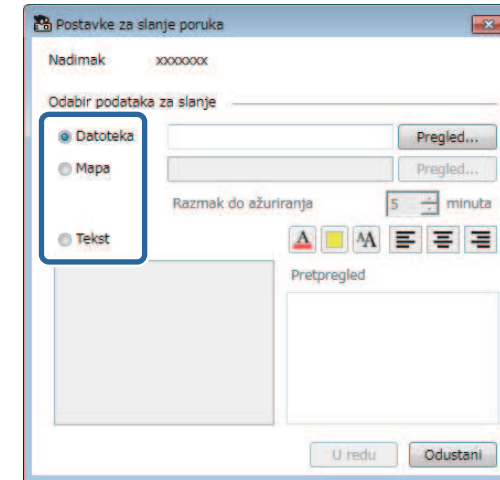 Postavke za slanje poruka
Nadimak xxxxxxx
Odabir podataka za slanje
Datoteka Pregled...
Mapa Pregled...
Razmak do ažuriranja 5 minuta
Tekst A AA
Pretpregled
U redu Odustani